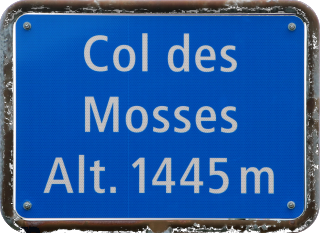 Col des
Mosses
Alt. 1445 m